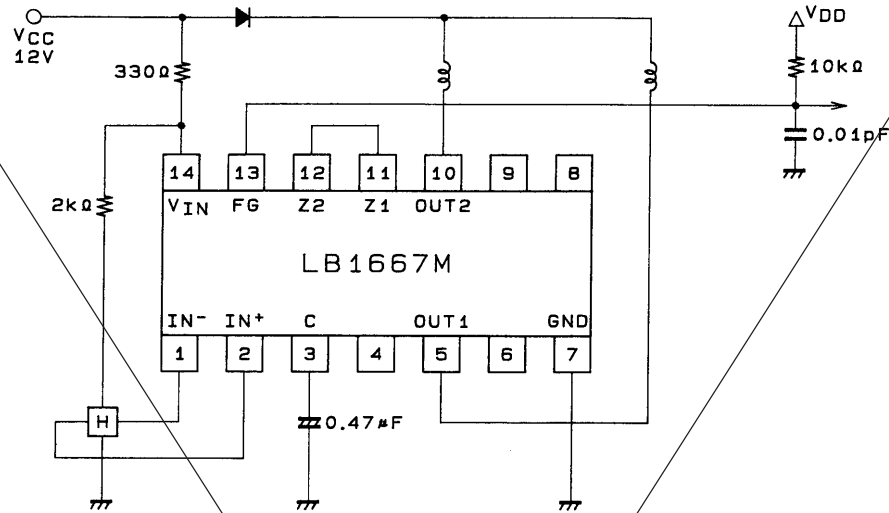 VCC
12V
VDD
330Ω
10kΩ
0.01pF
14
13
12
11
10
9
8
VIN
FG
Z2
Z1
OUT2
2kΩ
LB1667M
IN-
IN+
C
OUT1
GND
1
2
3
4
5
6
7
H
0.47μF